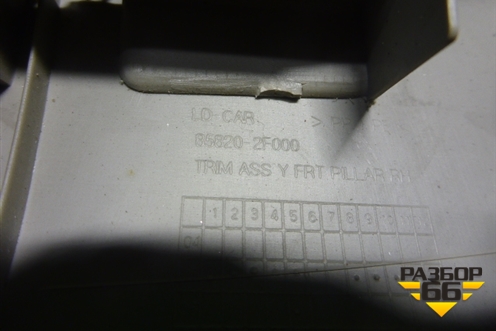 LD CAR >
85820-2F000
TRIM ASS Y FRT PILLAR RH
1 2 3 4 5 6 7 8 9 10
РАЗБОР
66